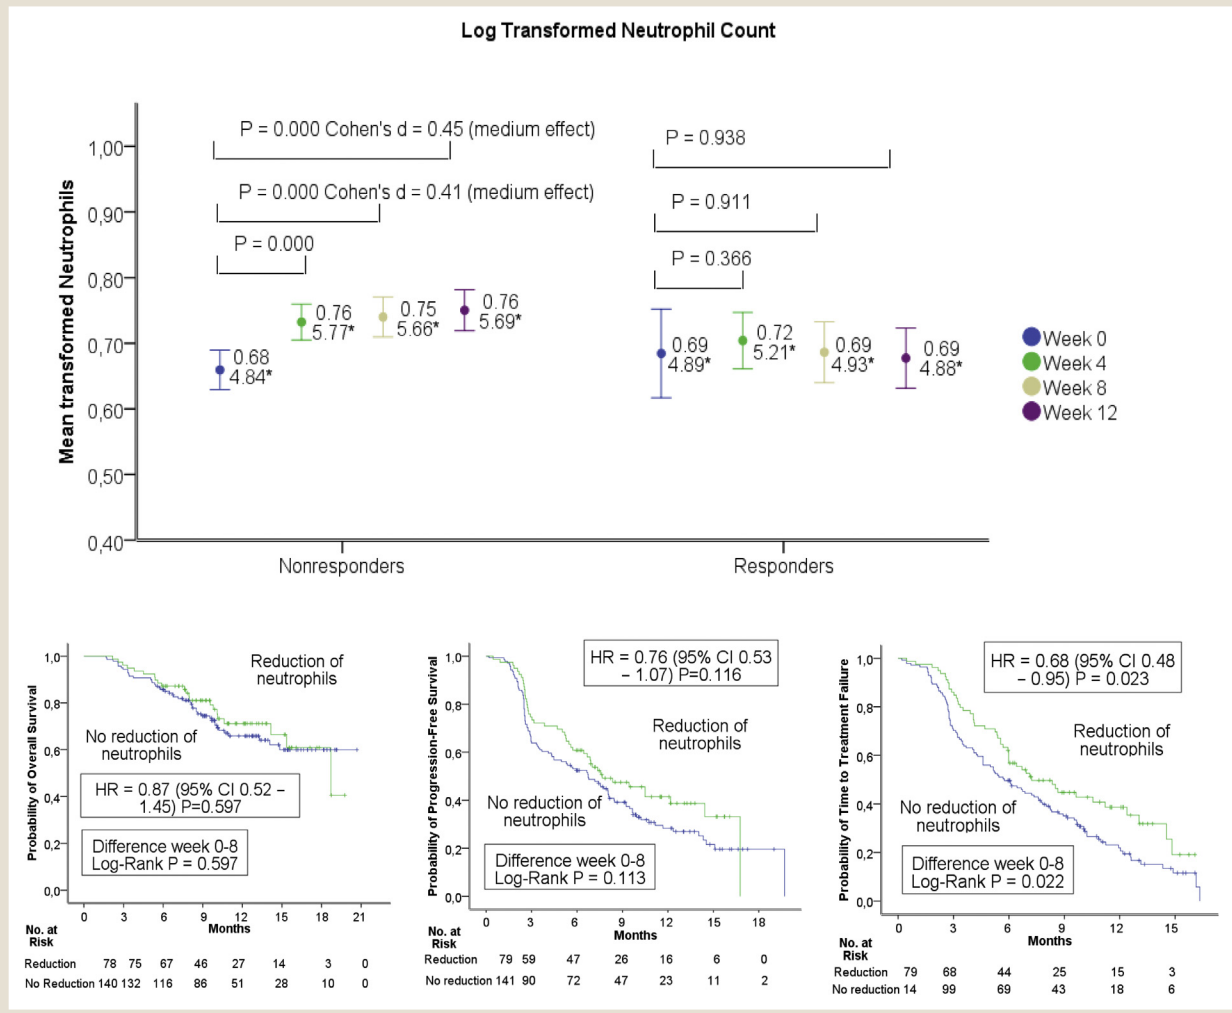 Log Transformed Neutrophil Count
Mean transformed Neutrophils
1,00
0,90
0,80
0,70
0,60
0,50
0,40
P = 0.000 Cohen's d = 0.45 (medium effect)
P = 0.000 Cohen's d = 0.41 (medium effect)
P = 0.000
0.68
4.84*
0.76
5.77*
0.75
5.66*
0.76
5.69*
P = 0.938
P = 0.911
P = 0.366
0.69
4.89*
0.72
5.21*
0.69
4.93*
0.69
4.88*
Nonresponders
Responders
Week 0
Week 4
Week 8
Week 12
Probability of Overall Survival
1,0
0,8
0,6
0,4
0,2
0,0
Reduction of
neutrophils
No reduction of
neutrophils
HR = 0.87 (95% CI 0.52 –
1.45) P=0.597
Difference week 0-8
Log-Rank P = 0.597
0 3 6 9 12 15 18 21
Months
No. at
Risk
Reduction 78 75 67 46 27 14 3 0
No Reduction 140 132 116 86 51 28 10 0
Probability of Progression-Free Survival
1,0
0,8
0,6
0,4
0,2
0,0
HR = 0.76 (95% CI 0.53
– 1.07) P=0.116
Reduction of
neutrophils
No reduction of
neutrophils
Difference week 0-8
Log-Rank P = 0.113
0 3 6 9 12 15 18
Months
No. at
Risk
Reduction 79 59 47 26 16 6 0
No reduction 141 90 72 47 23 11 2
Probability of Time to Treatment Failure
1,0
0,8
0,6
0,4
0,2
0,0
HR = 0.68 (95% CI 0.48
– 0.95) P = 0.023
Reduction of
neutrophils
No reduction of
neutrophils
Difference week 0-8
Log-Rank P = 0.022
0 3 6 9 12 15
Months
No. at
Risk
Reduction 79 68 44 25 15 3
No reduction 14 99 69 43 18 6